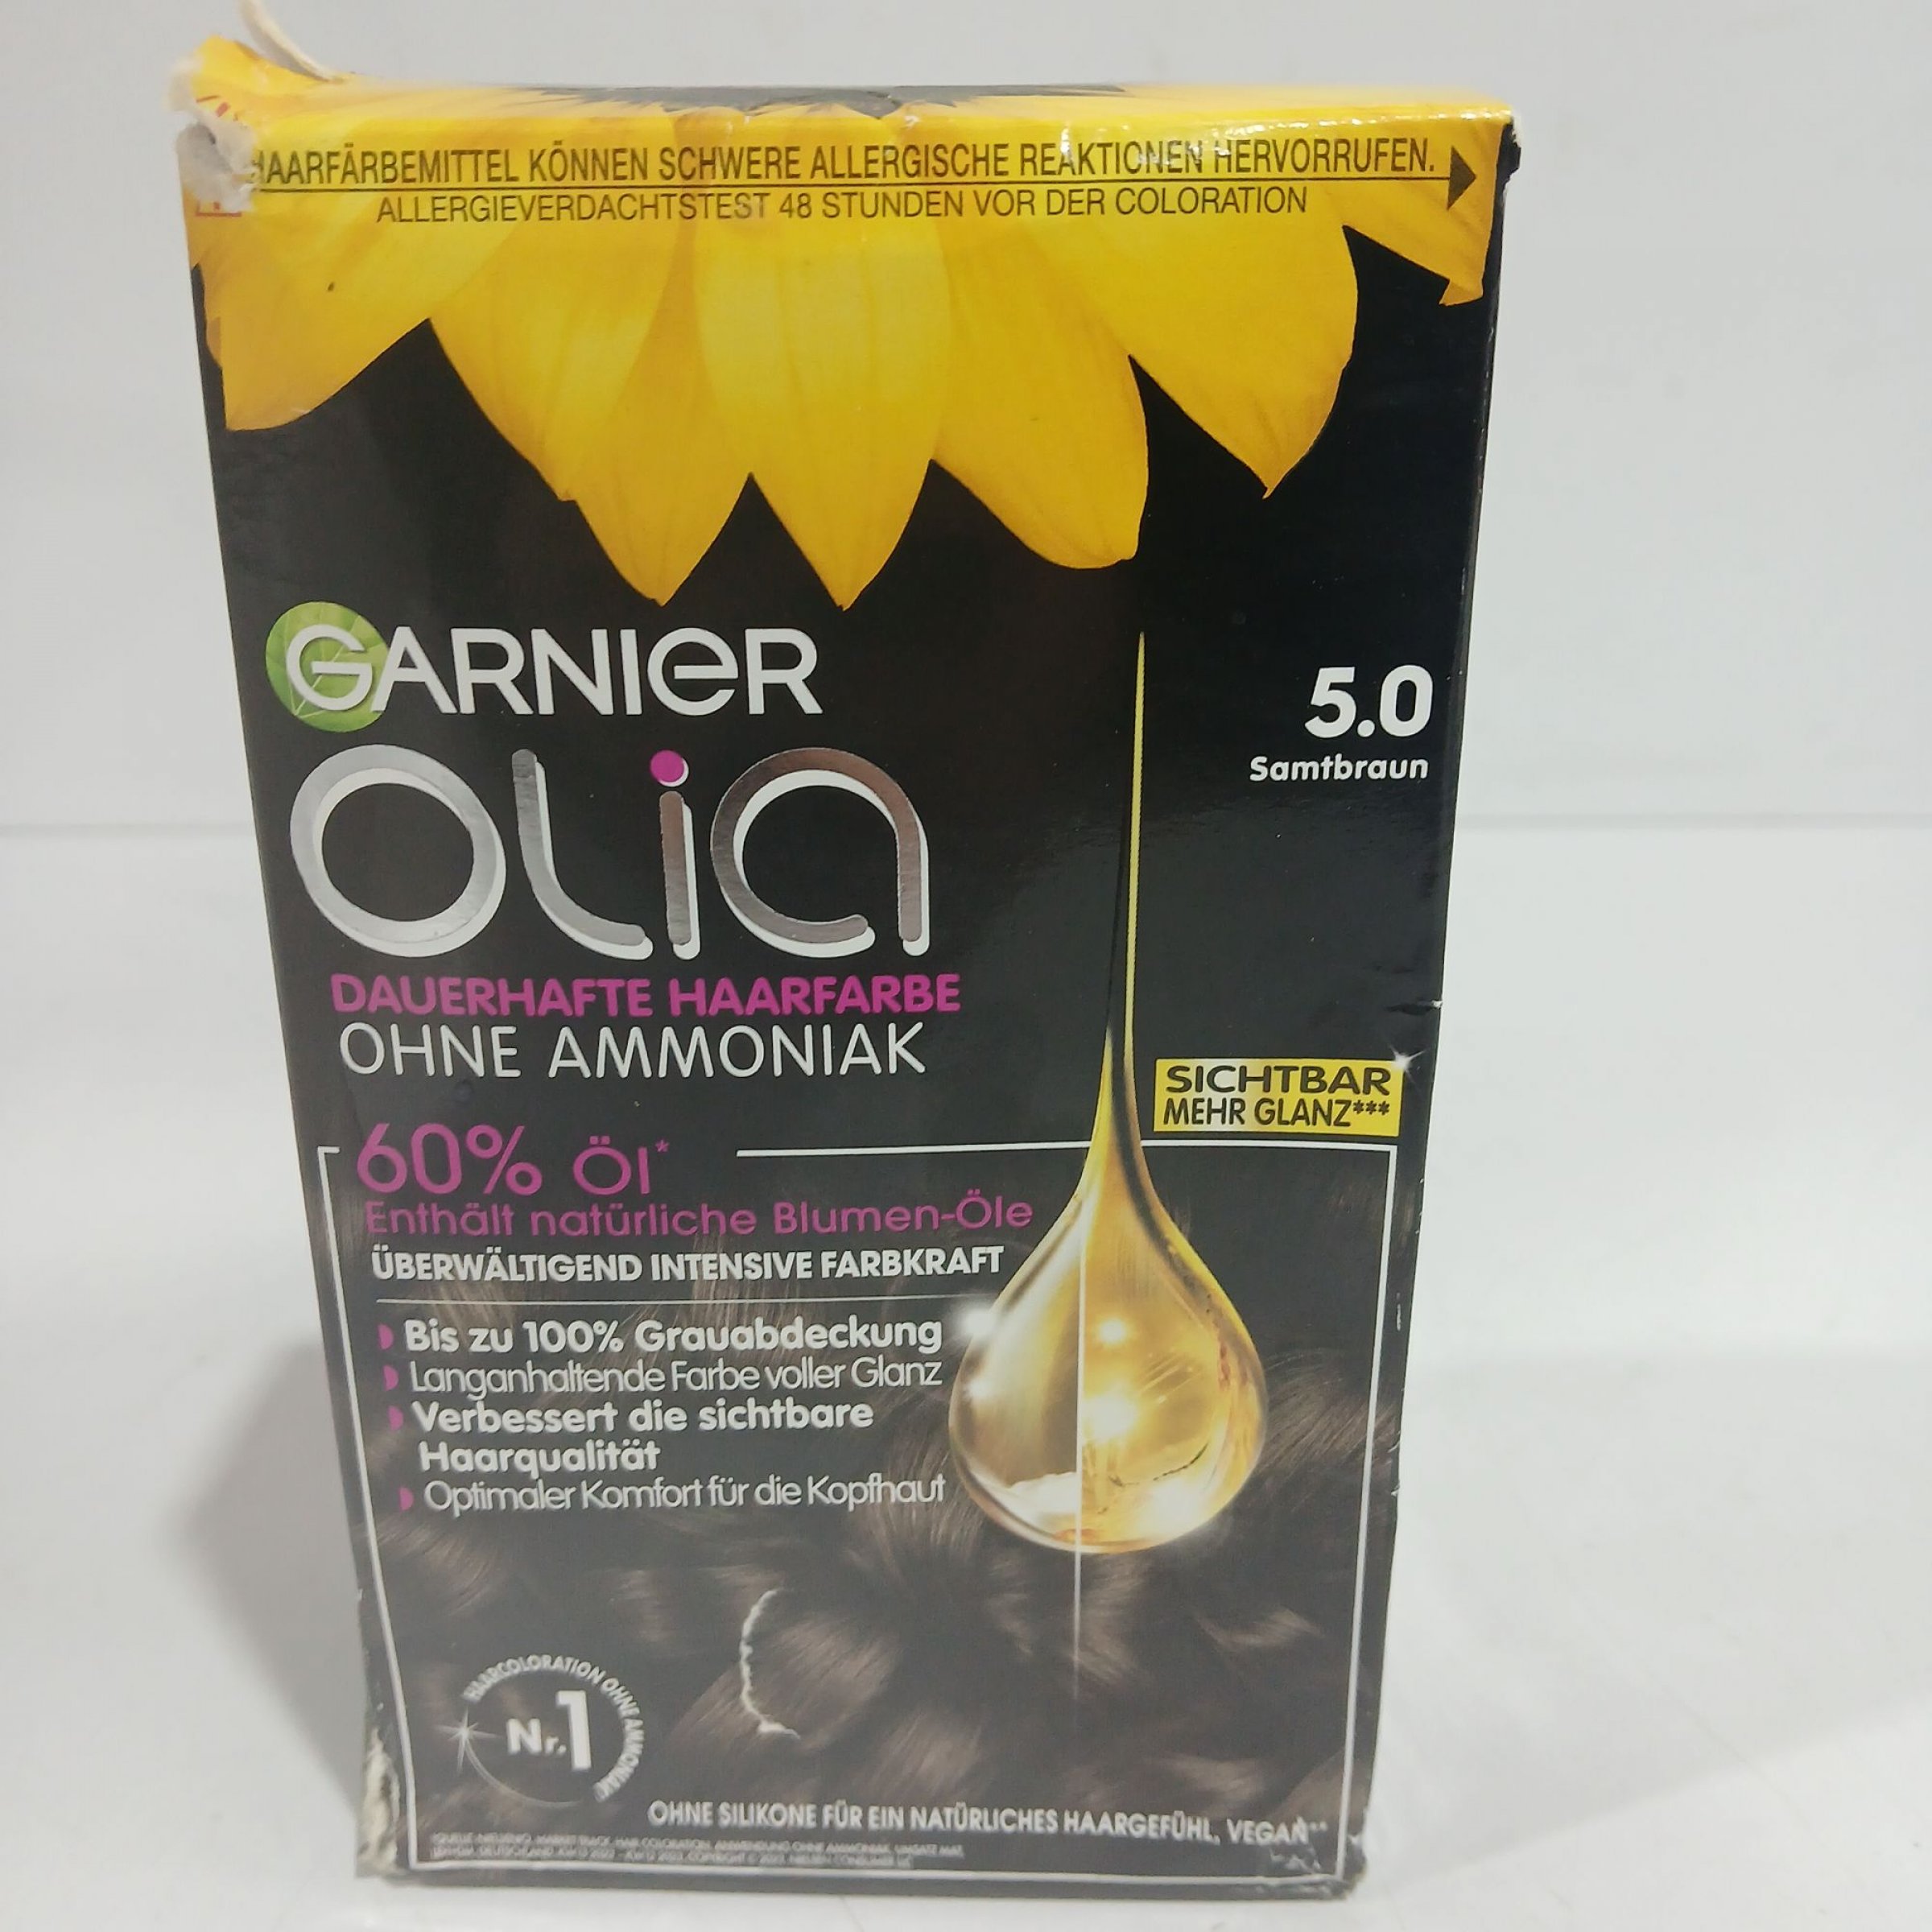 HAARFÄRBEMITTEL KÖNNEN SCHWERE ALLERGISCHE REAKTIONEN HERVORRUFEN.
ALLERGIEVERDACHTSTEST 48 STUNDEN VOR DER COLORATION
GARNIER
OLIA
5.0
Samtbraun
DAUERHAFTE HAARFARBE
OHNE AMMONIAK
SICHTBAR
MEHR GLANZ***
60% Öl*
Enthält natürliche Blumen-Öle
ÜBERWÄLTIGEND INTENSIVE FARBKRAFT
Bis zu 100% Grauabdeckung
Langanhaltende Farbe voller Glanz
Verbessert die sichtbare
Haarqualität
Optimaler Komfort für die Kopfhaut
HAARCOLORATION OHNE AMMONIAK
Nr.1
OHNE SILIKONE FÜR EIN NATÜRLICHES HAARGEFÜHL, VEGAN**